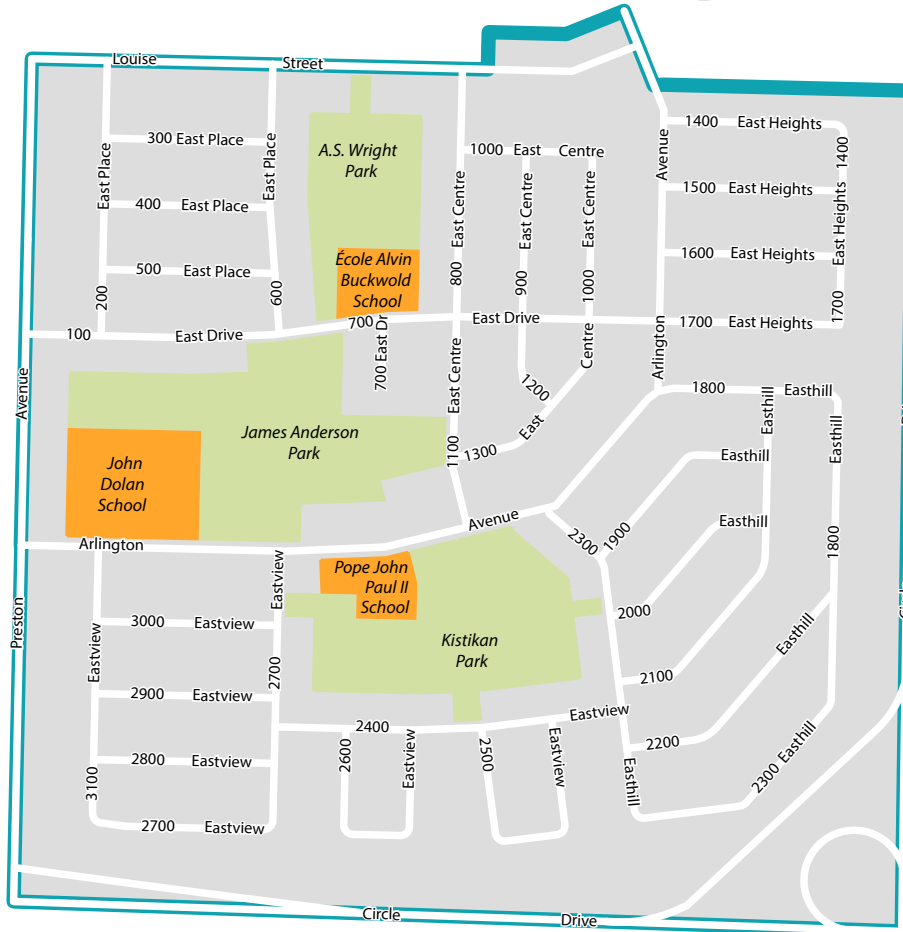 Louise
Street
300 East Place
400 East Place
500 East Place
East Place
East Place
200
600
A.S. Wright
Park
École Alvin
Buckwold
School
100
East Drive
700
700 East Dr
East Drive
East Centre
800
1000 East Centre
East Centre
900
East Centre
1000
Centre
1200
East
1300
East Centre
1100
Avenue
Arlington
1400 East Heights
1400
1500 East Heights
East Heights
1600 East Heights
1700
1700 East Heights
Avenue
James Anderson
Park
John
Dolan
School
Arlington
Avenue
1800 Easthill
Easthill
Easthill
1800
Easthill
1900
2300
Easthill
2000
2100
Easthill
2200
2300 Easthill
Easthill
Pope John
Paul II
School
Kistikan
Park
Preston
Eastview
2700
3000 Eastview
Eastview
2900 Eastview
2800 Eastview
3100
2700 Eastview
2400
Eastview
2600
Eastview
2500
Eastview
Circle
Drive